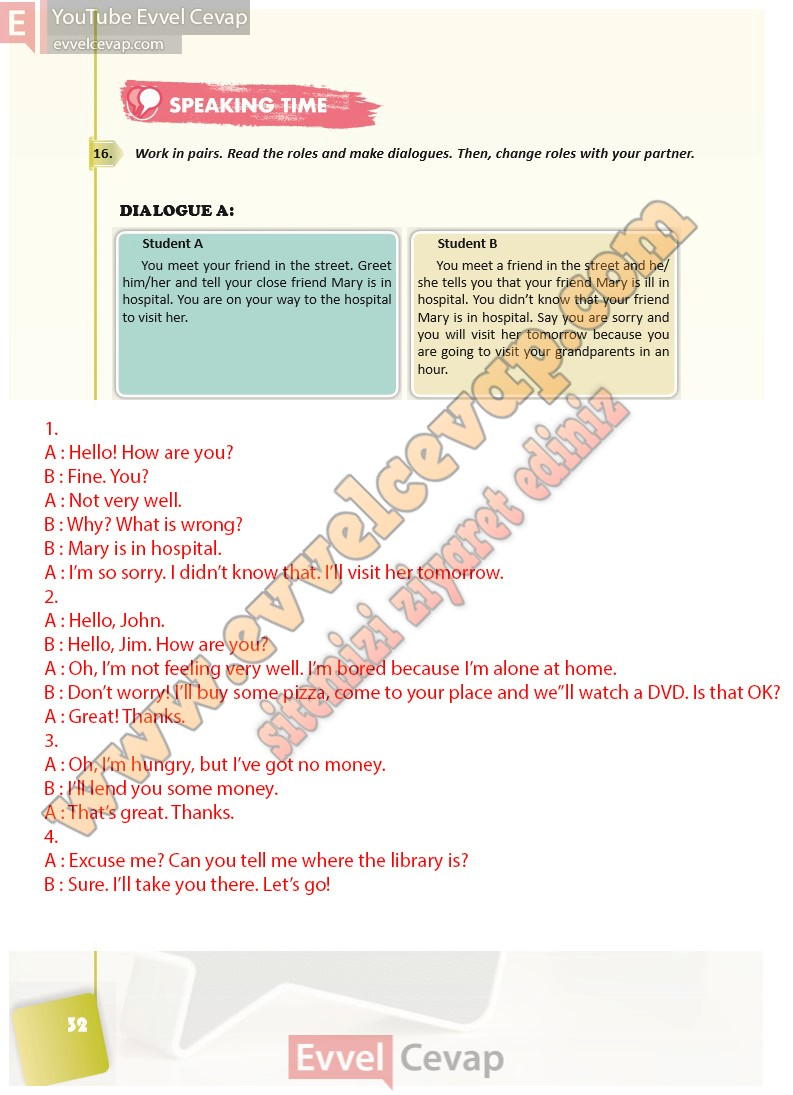 E
YouTube Evvel Cevap
evvelcevap.com
SPEAKING TIME
16. Work in pairs. Read the roles and make dialogues. Then, change roles with your partner.
DIALOGUE A:
Student A
You meet your friend in the street. Greet
him/her and tell your close friend Mary is in
hospital. You are on your way to the hospital
to visit her.
Student B
You meet a friend in the street and he/
she tells you that your friend Mary is ill in
hospital. You didn't know that your friend
Mary is in hospital. Say you are sorry and
you will visit her tomorrow because you
are going to visit your grandparents in an
hour.
1.
A : Hello! How are you?
B : Fine. You?
A : Not very well.
B : Why? What is wrong?
B : Mary is in hospital.
A : I'm so sorry. I didn't know that. I'll visit her tomorrow.
2.
A : Hello, John.
B : Hello, Jim. How are you?
A : Oh, I'm not feeling very well. I'm bored because I'm alone at home.
B : Don't worry! I'll buy some pizza, come to your place and we"ll watch a DVD. Is that OK?
A : Great! Thanks.
3.
A : Oh, I'm hungry, but I've got no money.
B : I'll lend you some money.
A : That's great. Thanks.
4.
A : Excuse me? Can you tell me where the library is?
B : Sure. I'll take you there. Let's go!
www.evvelcevap.com
sitemizi ziyaret ediniz
32
Evvel Cevap